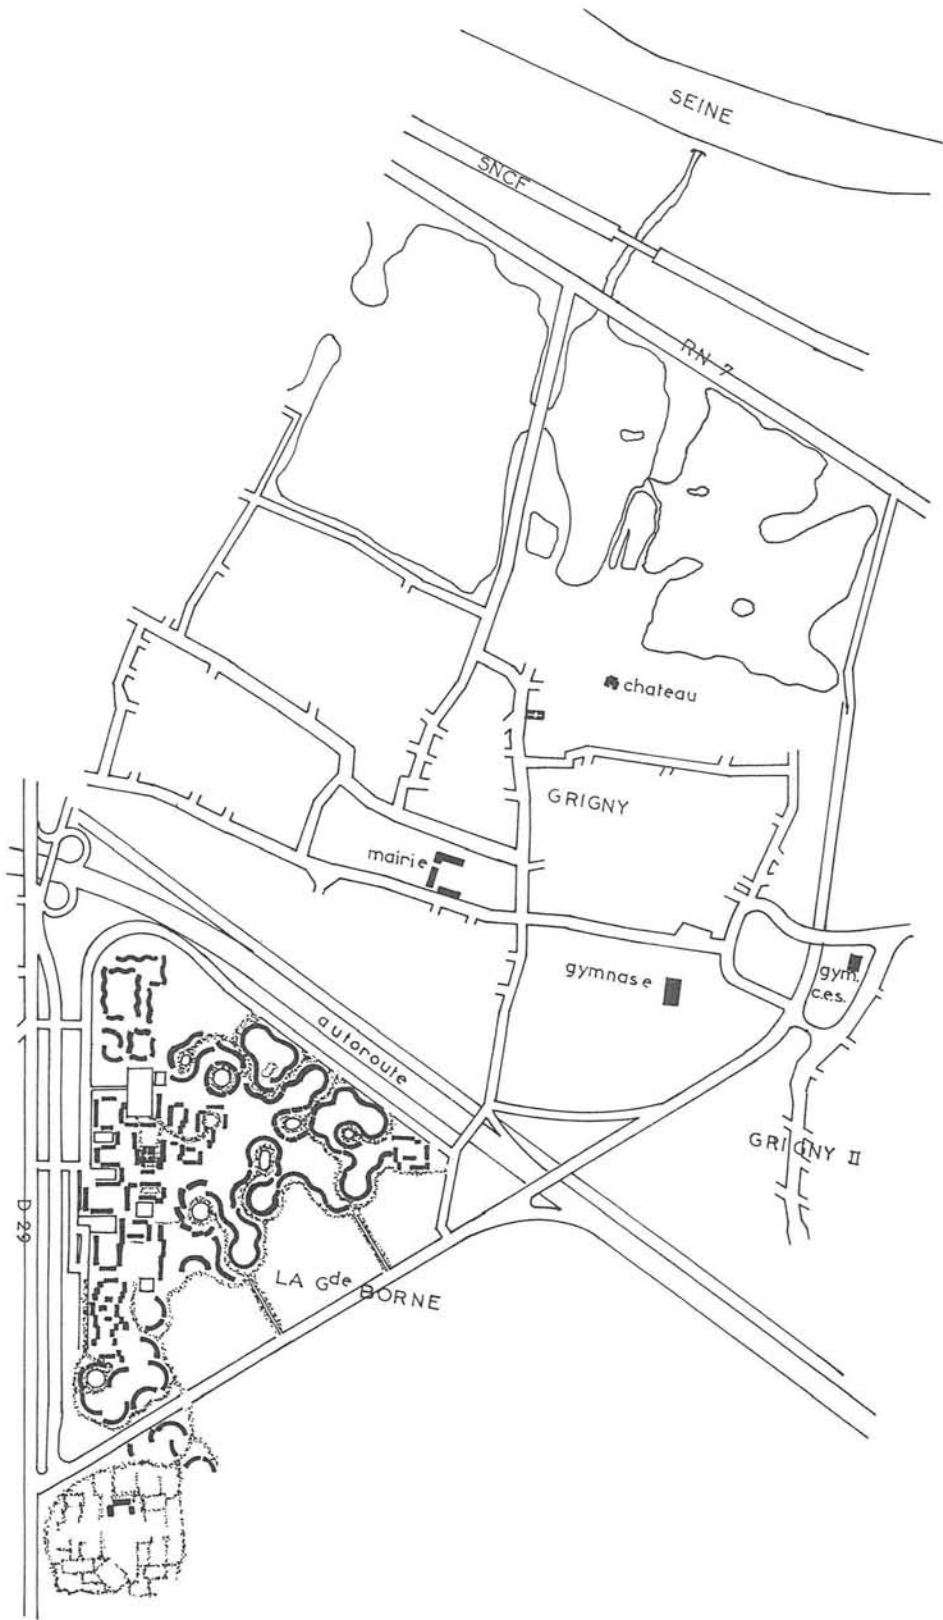 SEINE
SNCF
RN 7
chateau
GRIGNY
mairie
gymnase
gym.
c.e.s.
autoroute
GRIGNY II
D 29
LA Gde BORNE